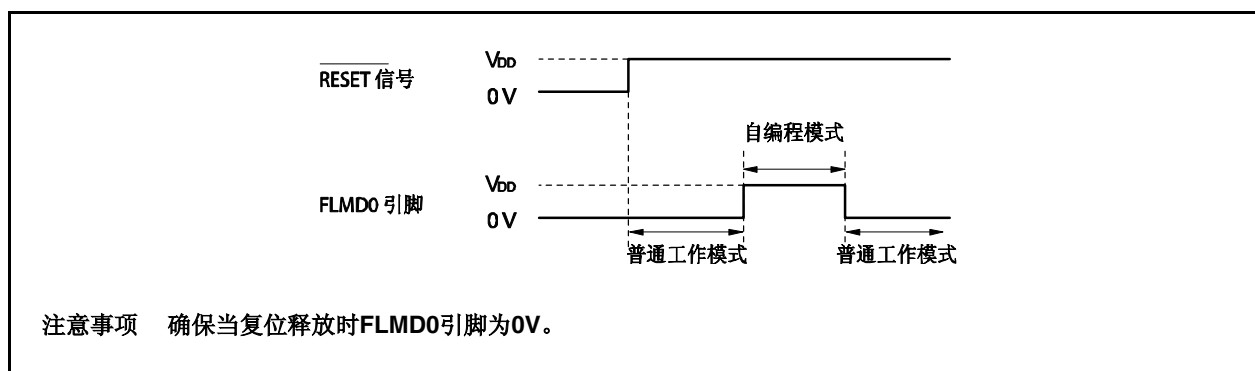 RESET 信号
VDD
0 V
自编程模式
FLMD0 引脚
VDD
0 V
普通工作模式
普通工作模式
注意事项 确保当复位释放时FLMD0引脚为0V。